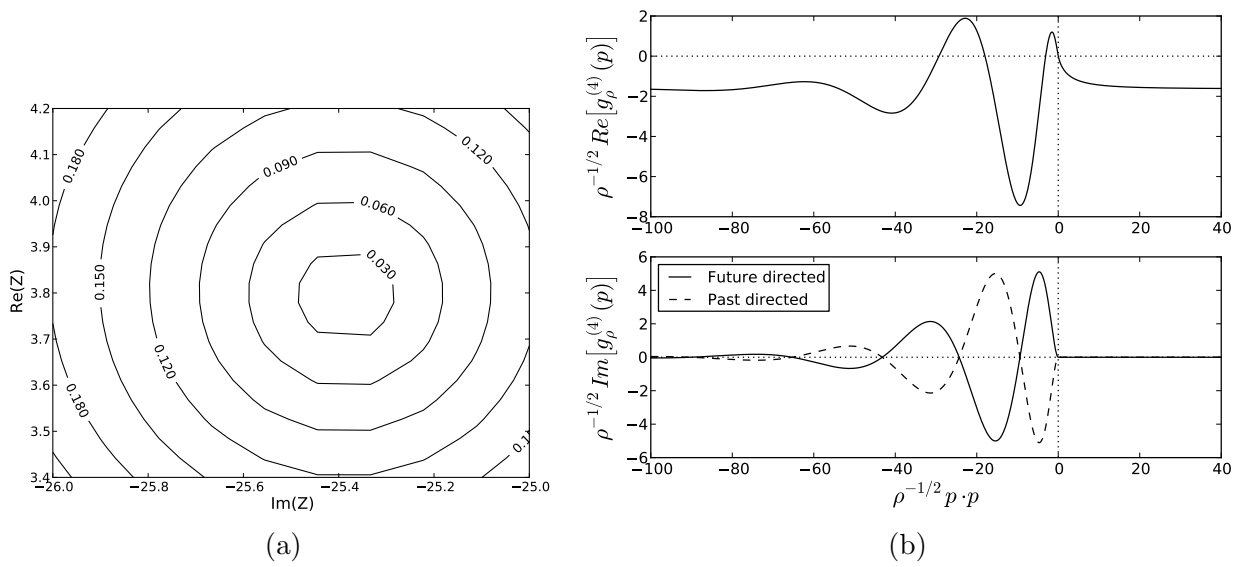 4.2
4.1
4.0
3.9
3.8
3.7
3.6
3.5
3.4
Re(Z)
0.180
0.120
0.090
0.060
0.030
0.150
0.120
0.180
0.1
−26.0 −25.8 −25.6 −25.4 −25.2 −25.0
Im(Z)
(a)
ρ^{−1/2} Re[g_ρ^{(4)}(p)]
2
0
−2
−4
−6
−8
−100 −80 −60 −40 −20 0 20 40
ρ^{−1/2} Im[g_ρ^{(4)}(p)]
6
4
2
0
−2
−4
−6
Future directed
Past directed
−100 −80 −60 −40 −20 0 20 40
ρ^{−1/2} p · p
(b)